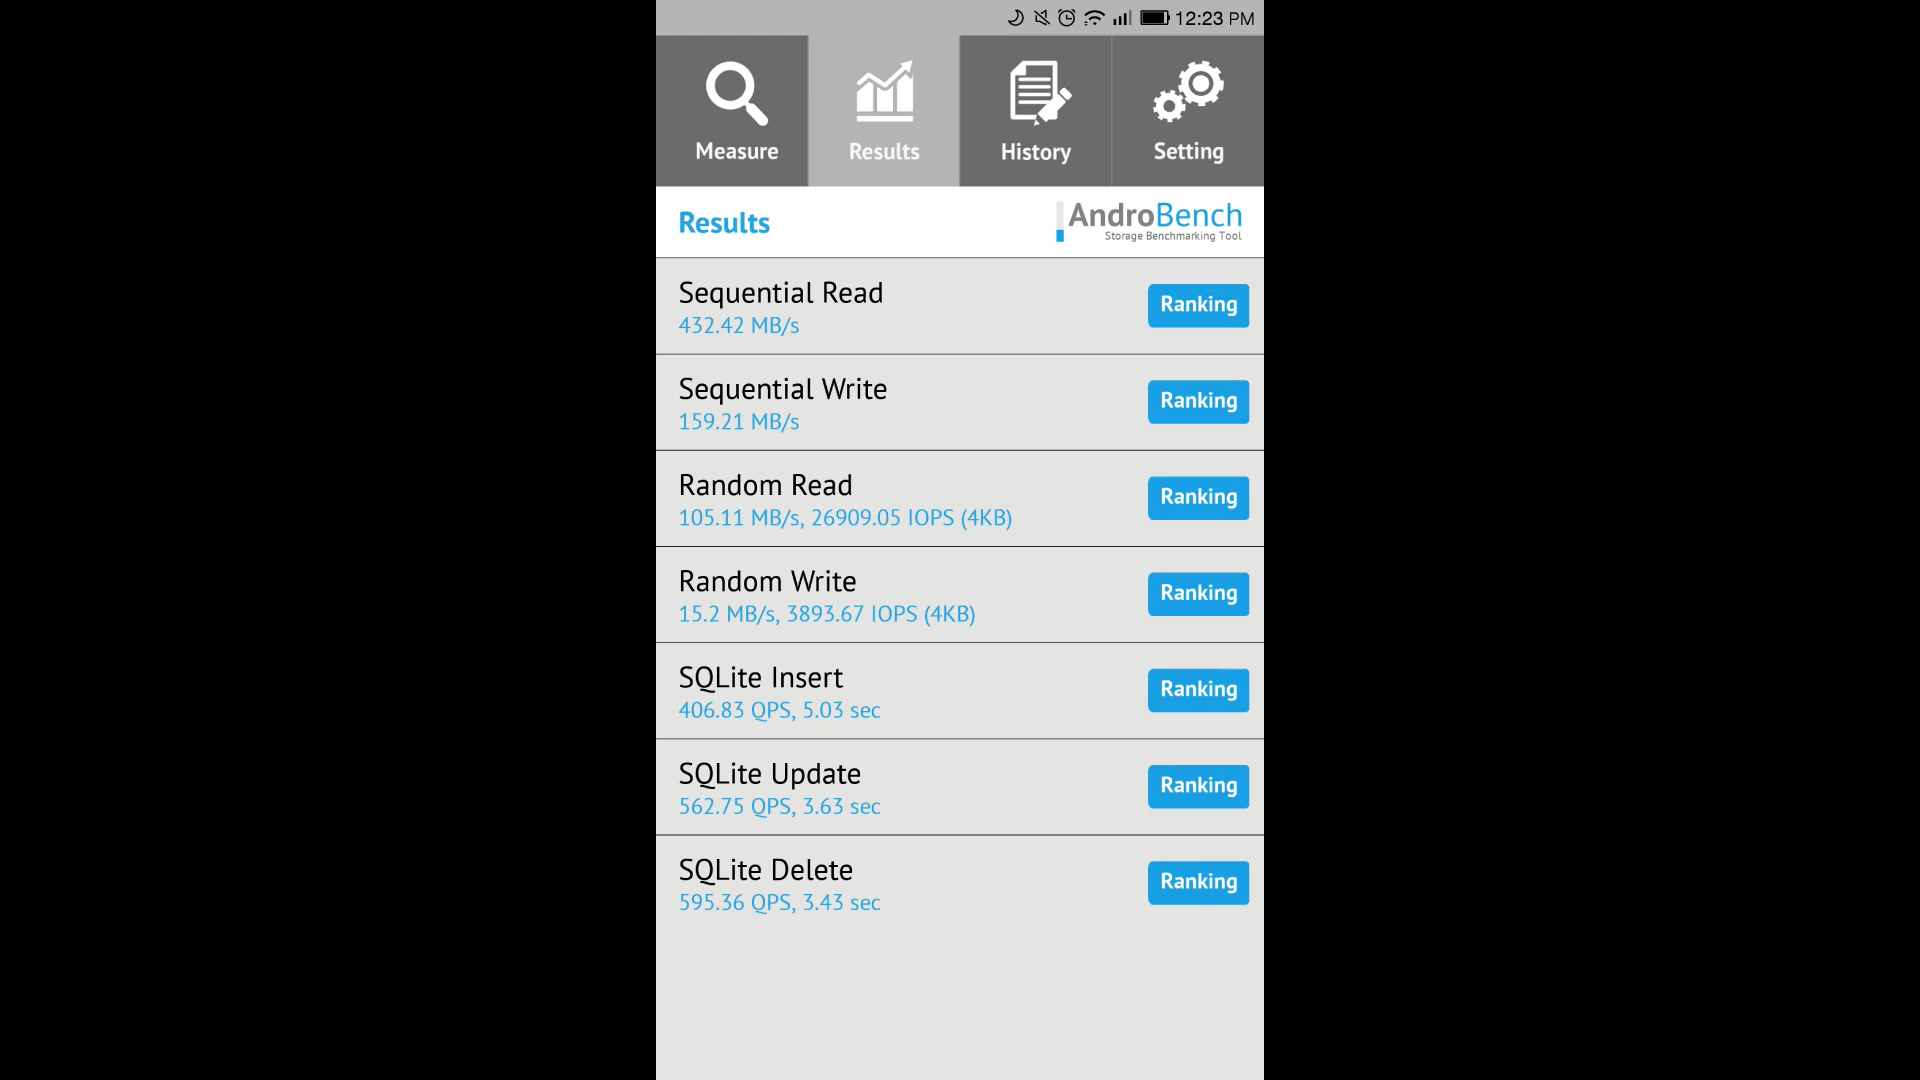 12:23 PM
Measure Results History Setting
Results AndroBench
Storage Benchmarking Tool
Sequential Read
432.42 MB/s
Ranking
Sequential Write
159.21 MB/s
Ranking
Random Read
105.11 MB/s, 26909.05 IOPS (4KB)
Ranking
Random Write
15.2 MB/s, 3893.67 IOPS (4KB)
Ranking
SQLite Insert
406.83 QPS, 5.03 sec
Ranking
SQLite Update
562.75 QPS, 3.63 sec
Ranking
SQLite Delete
595.36 QPS, 3.43 sec
Ranking